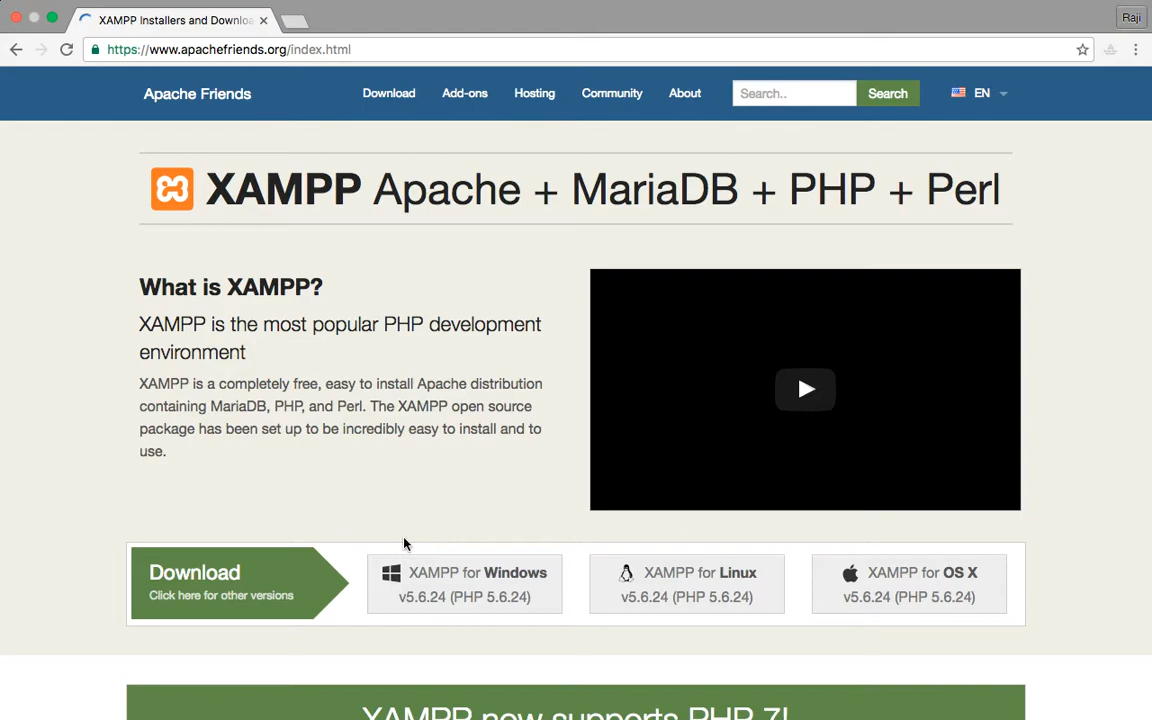 XAMPP Installers and Downloa
Raji
https://www.apachefriends.org/index.html
Apache Friends
Download
Add-ons
Hosting
Community
About
Search..
Search
EN
XAMPP Apache + MariaDB + PHP + Perl
What is XAMPP?
XAMPP is the most popular PHP development
environment
XAMPP is a completely free, easy to install Apache distribution
containing MariaDB, PHP, and Perl. The XAMPP open source
package has been set up to be incredibly easy to install and to
use.
Download
Click here for other versions
XAMPP for Windows
v5.6.24 (PHP 5.6.24)
XAMPP for Linux
v5.6.24 (PHP 5.6.24)
XAMPP for OS X
v5.6.24 (PHP 5.6.24)
XAMPP now supports PHP 7!